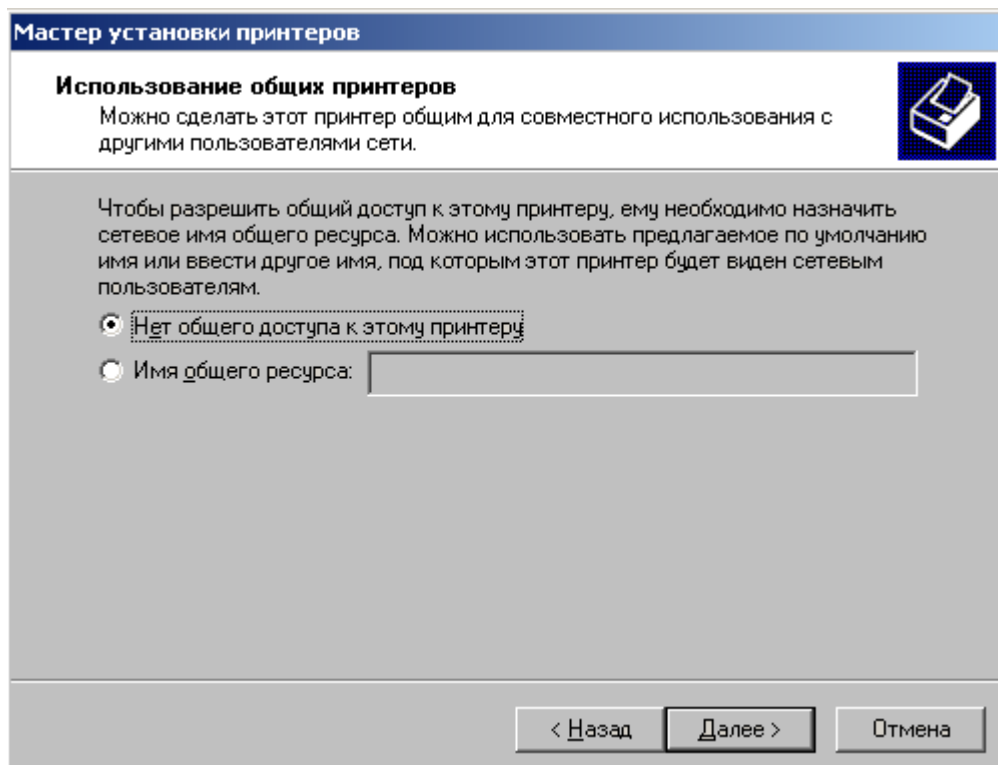 Мастер установки принтеров
Использование общих принтеров
Можно сделать этот принтер общим для совместного использования с
другими пользователями сети.
Чтобы разрешить общий доступ к этому принтеру, ему необходимо назначить
сетевое имя общего ресурса. Можно использовать предлагаемое по умолчанию
имя или ввести другое имя, под которым этот принтер будет виден сетевым
пользователям.
Нет общего доступа к этому принтеру
Имя общего ресурса:
< Назад Далее > Отмена